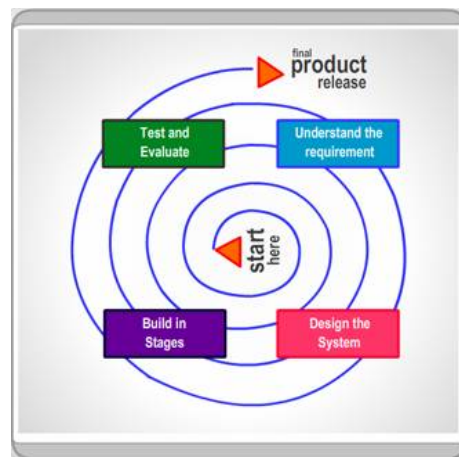 final
product
release
Test and
Evaluate
Understand the
requirement
start
here
Build in
Stages
Design the
System